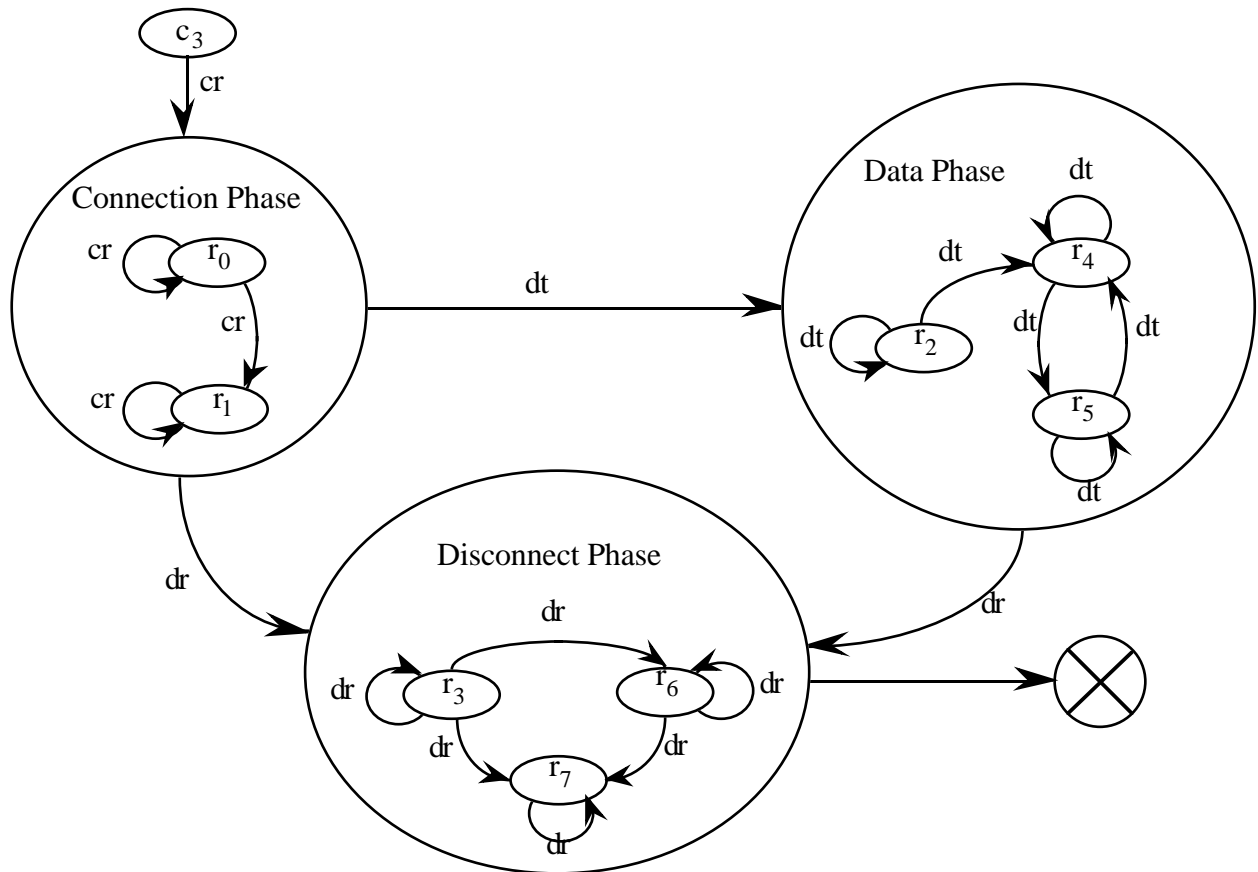 c3
cr
Connection Phase
cr
r0
cr
cr
r1
dt
Data Phase
dt
dt
r4
dt
r2
dt
dt
r5
dt
dr
Disconnect Phase
dr
dr
dr
r3
r6
dr
dr
dr
r7
dr